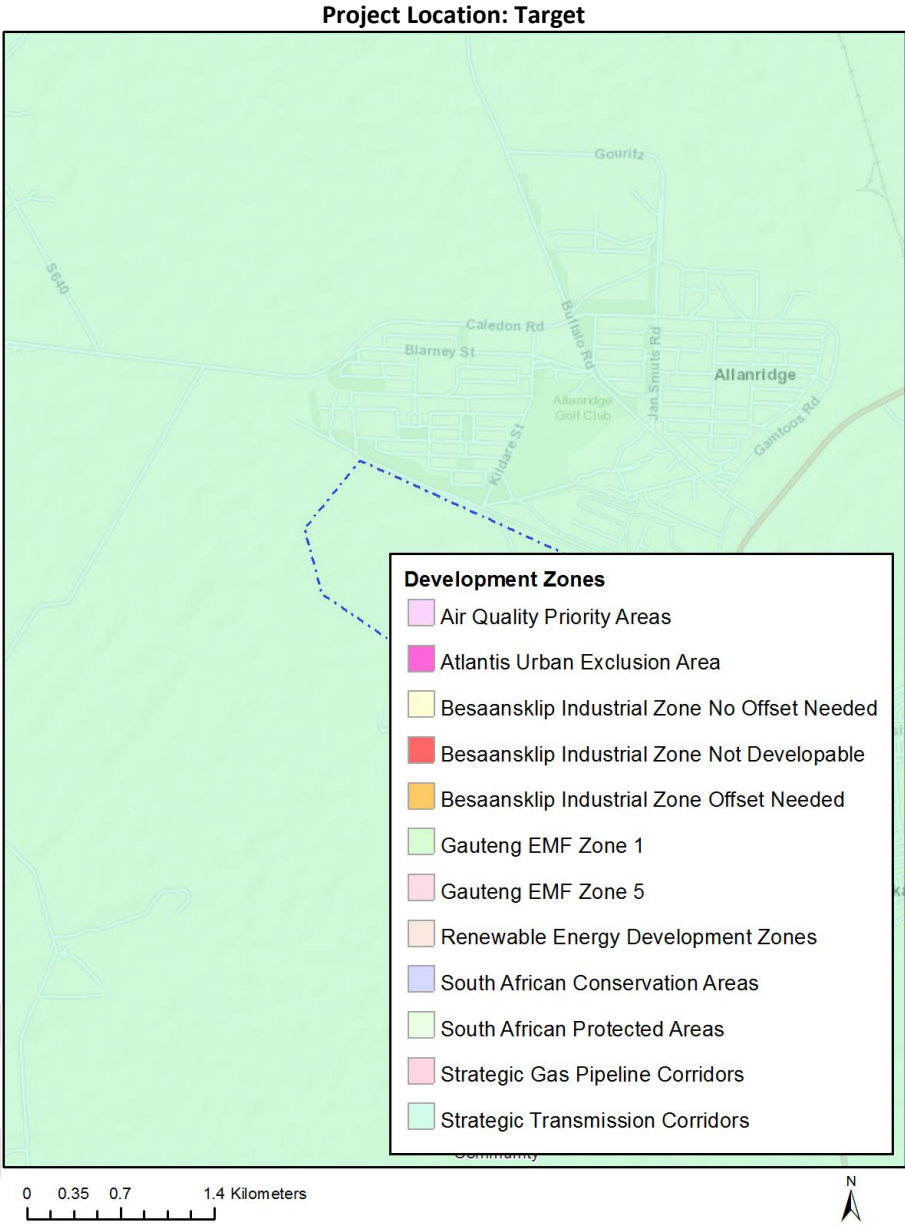 Project Location: Target
Gouritz
S640
Caledon Rd
Buffalo Rd
Blarney St
Jan Smuts Rd
Allanridge
Allanridge
Golf Club
Gamtoos Rd
Kildare St
Development Zones
Air Quality Priority Areas
Atlantis Urban Exclusion Area
Besaansklip Industrial Zone No Offset Needed
Besaansklip Industrial Zone Not Developable
Besaansklip Industrial Zone Offset Needed
Gauteng EMF Zone 1
Gauteng EMF Zone 5
Renewable Energy Development Zones
South African Conservation Areas
South African Protected Areas
Strategic Gas Pipeline Corridors
Strategic Transmission Corridors
0 0.35 0.7 1.4 Kilometers
N